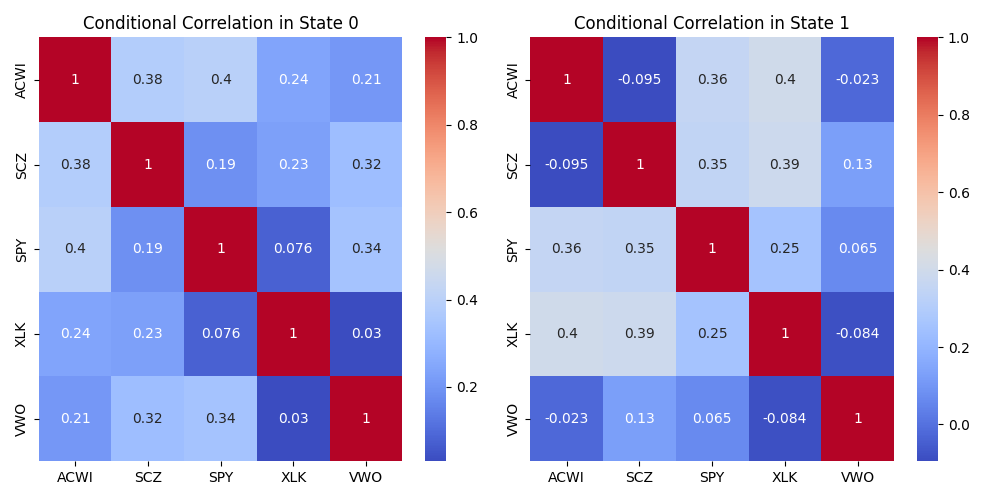 Conditional Correlation in State 0
ACWI 1 0.38 0.4 0.24 0.21
SCZ 0.38 1 0.19 0.23 0.32
SPY 0.4 0.19 1 0.076 0.34
XLK 0.24 0.23 0.076 1 0.03
VWO 0.21 0.32 0.34 0.03 1
ACWI SCZ SPY XLK VWO
1.0
0.8
0.6
0.4
0.2
Conditional Correlation in State 1
ACWI 1 -0.095 0.36 0.4 -0.023
SCZ -0.095 1 0.35 0.39 0.13
SPY 0.36 0.35 1 0.25 0.065
XLK 0.4 0.39 0.25 1 -0.084
VWO -0.023 0.13 0.065 -0.084 1
ACWI SCZ SPY XLK VWO
1.0
0.8
0.6
0.4
0.2
0.0